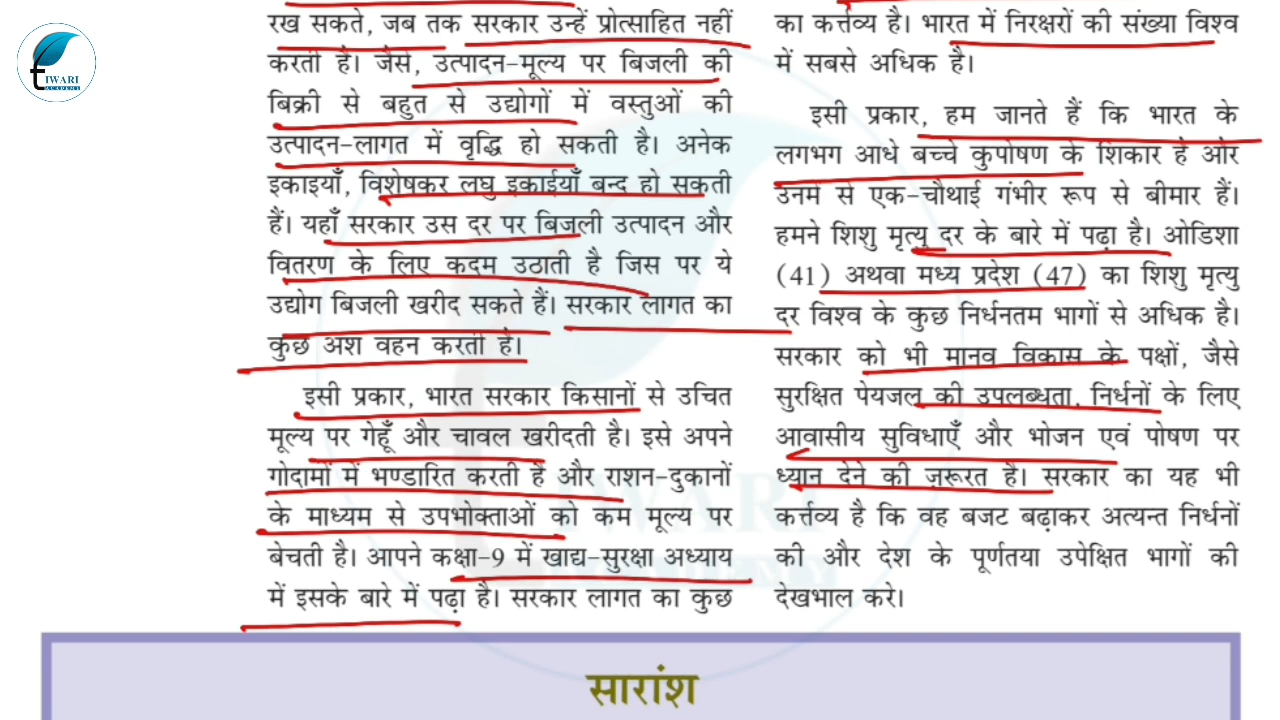 TIWARI
ACADEMY
रख सकते, जब तक सरकार उन्हें प्रोत्साहित नहीं
करती है। जैसे, उत्पादन-मूल्य पर बिजली की
बिक्री से बहुत से उद्योगों में वस्तुओं की
उत्पादन-लागत में वृद्धि हो सकती है। अनेक
इकाइयाँ, विशेषकर लघु इकाईयाँ बन्द हो सकती
हैं। यहाँ सरकार उस दर पर बिजली उत्पादन और
वितरण के लिए कदम उठाती है जिस पर ये
उद्योग बिजली खरीद सकते हैं। सरकार लागत का
कुछ अंश वहन करती है।
इसी प्रकार, भारत सरकार किसानों से उचित
मूल्य पर गेहूँ और चावल खरीदती है। इसे अपने
गोदामों में भण्डारित करती है और राशन-दुकानों
के माध्यम से उपभोक्ताओं को कम मूल्य पर
बेचती है। आपने कक्षा-9 में खाद्य-सुरक्षा अध्याय
में इसके बारे में पढ़ा है। सरकार लागत का कुछ
का कर्त्तव्य है। भारत में निरक्षरों की संख्या विश्व
में सबसे अधिक है।
इसी प्रकार, हम जानते हैं कि भारत के
लगभग आधे बच्चे कुपोषण के शिकार हैं और
उनमें से एक-चौथाई गंभीर रूप से बीमार हैं।
हमने शिशु मृत्यु दर के बारे में पढ़ा है। ओडिशा
(41) अथवा मध्य प्रदेश (47) का शिशु मृत्यु
दर विश्व के कुछ निर्धनतम भागों से अधिक है।
सरकार को भी मानव विकास के पक्षों, जैसे
सुरक्षित पेयजल की उपलब्धता, निर्धनों के लिए
आवासीय सुविधाएँ और भोजन एवं पोषण पर
ध्यान देने की ज़रूरत है। सरकार का यह भी
कर्त्तव्य है कि वह बजट बढ़ाकर अत्यन्त निर्धनों
की और देश के पूर्णतया उपेक्षित भागों की
देखभाल करे।
सारांश